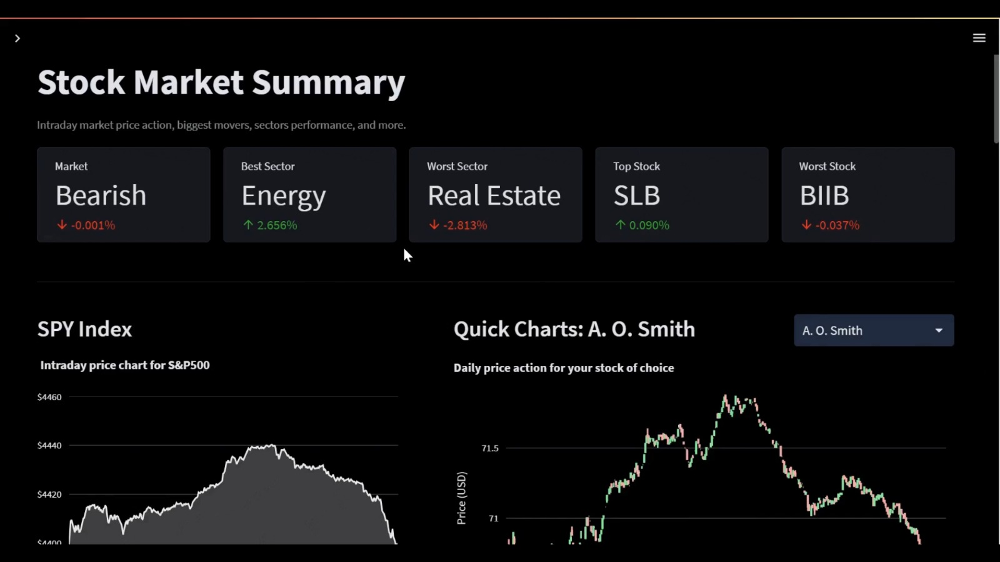 Stock Market Summary
Intraday market price action, biggest movers, sectors performance, and more.
Market
Bearish
↓ -0.001%
Best Sector
Energy
↑ 2.656%
Worst Sector
Real Estate
↓ -2.813%
Top Stock
SLB
↑ 0.090%
Worst Stock
BIIB
↓ -0.037%
SPY Index
Intraday price chart for S&P500
$4460
$4440
$4420
$4400
Quick Charts: A. O. Smith
A. O. Smith
Daily price action for your stock of choice
Price (USD)
71.5
71